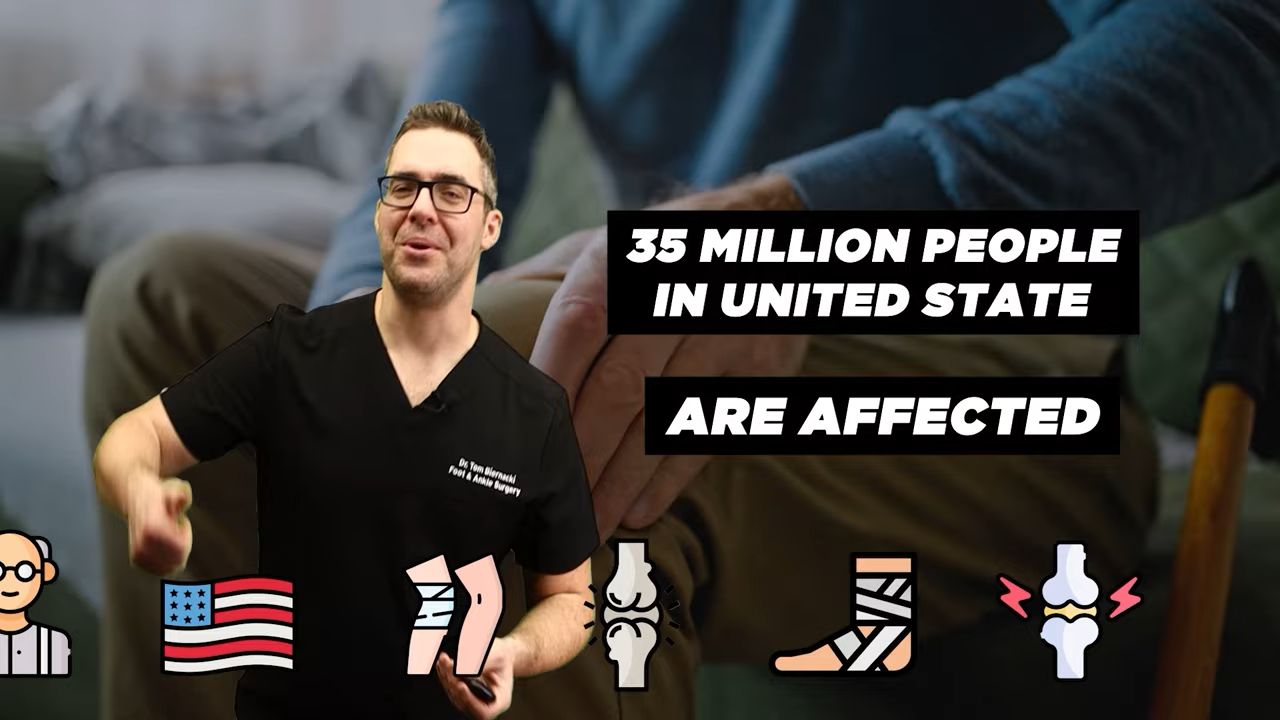 35 MILLION PEOPLE
IN UNITED STATE
ARE AFFECTED
Dr. Tom Biernacki
Foot & Ankle Surgery